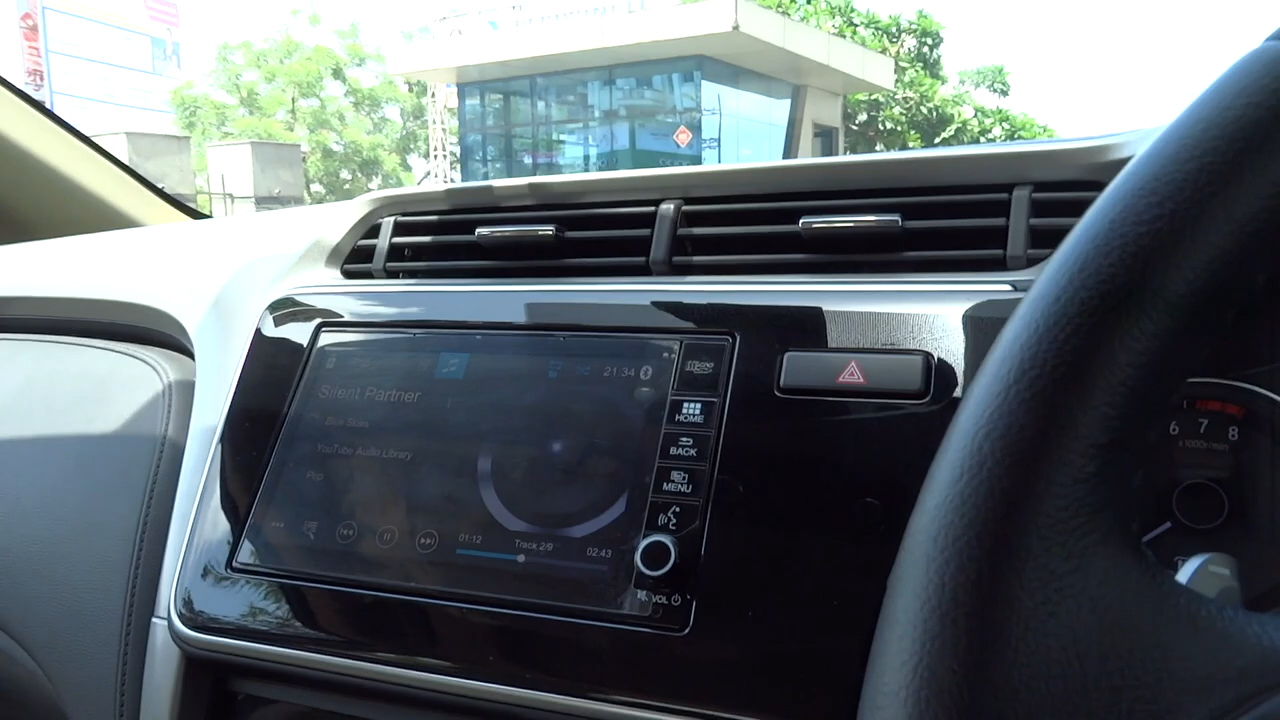 21:34
Silent Partner
Blue Skies
YouTube Audio Library
Pop
01:12
Track 2/9
02:43
HOME
BACK
MENU
VOL
6 7 8
x1000r/min